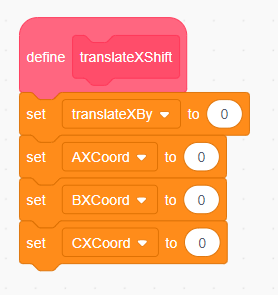 define translateXShift
set translateXBy to 0
set AXCoord to 0
set BXCoord to 0
set CXCoord to 0